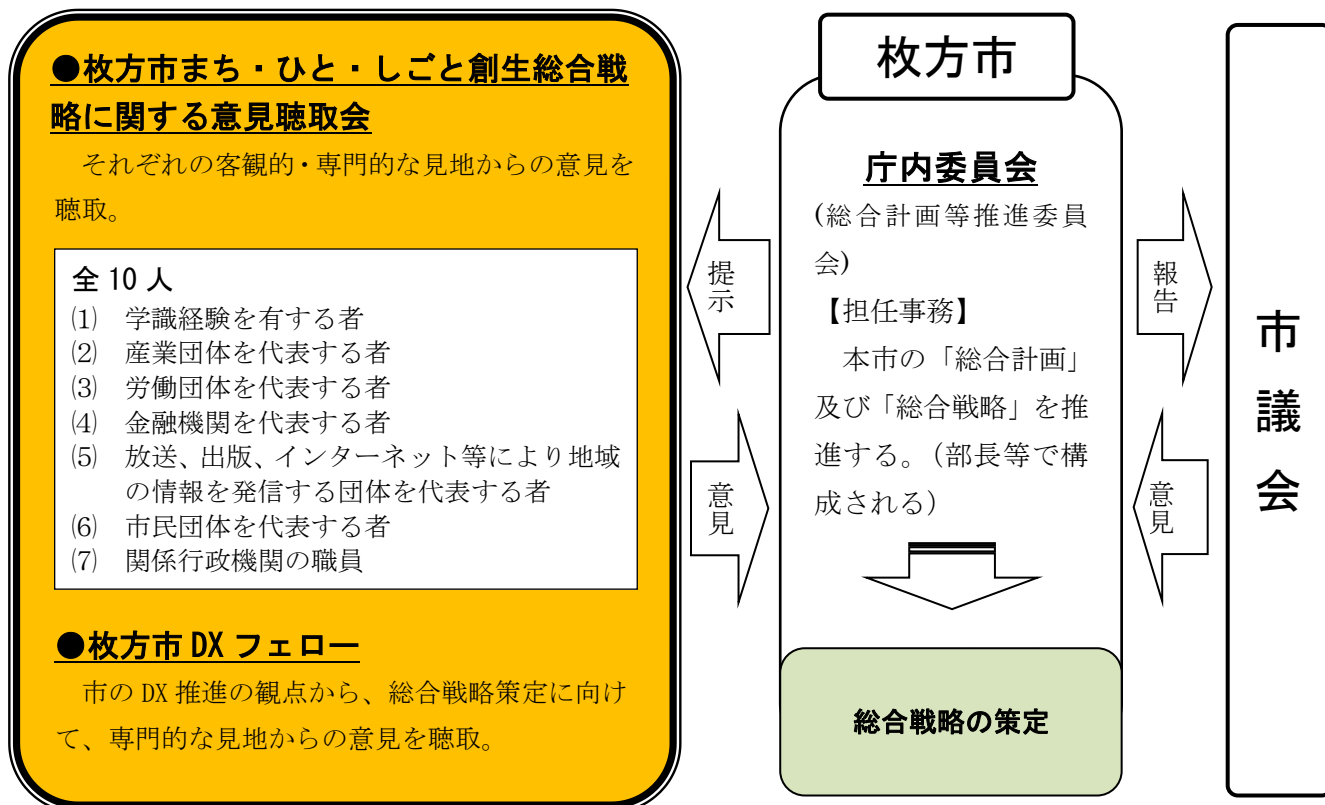 ●枚方市まち・ひと・しごと創生総合戦
略に関する意見聴取会
それぞれの客観的・専門的な見地からの意見を
聴取。
全10人
⑴ 学識経験を有する者
⑵ 産業団体を代表する者
⑶ 労働団体を代表する者
⑷ 金融機関を代表する者
⑸ 放送、出版、インターネット等により地域
の情報を発信する団体を代表する者
⑹ 市民団体を代表する者
⑺ 関係行政機関の職員
●枚方市DXフェロー
市のDX推進の観点から、総合戦略策定に向け
て、専門的な見地からの意見を聴取。
提示
意見
枚方市
庁内委員会
(総合計画等推進委員
会)
【担任事務】
本市の「総合計画」
及び「総合戦略」を推
進する。（部長等で構
成される）
総合戦略の策定
報告
意見
市議会